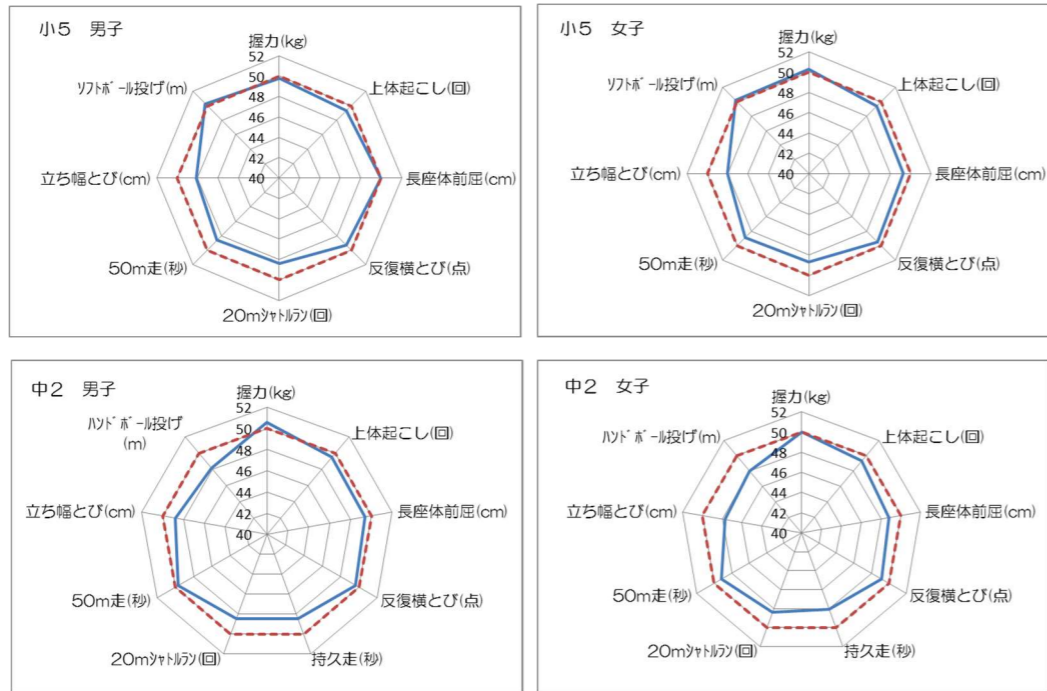 小5 男子
握力(kg)
上体起こし(回)
長座体前屈(cm)
反復横とび(点)
20mｼｬﾄﾙﾗﾝ(回)
50m走(秒)
立ち幅とび(cm)
ｿﾌﾄﾎﾞｰﾙ投げ(m)
52
50
48
46
44
42
40
小5 女子
握力(kg)
上体起こし(回)
長座体前屈(cm)
反復横とび(点)
20mｼｬﾄﾙﾗﾝ(回)
50m走(秒)
立ち幅とび(cm)
ｿﾌﾄﾎﾞｰﾙ投げ(m)
52
50
48
46
44
42
40
中2 男子
握力(kg)
上体起こし(回)
長座体前屈(cm)
反復横とび(点)
持久走(秒)
20mｼｬﾄﾙﾗﾝ(回)
50m走(秒)
立ち幅とび(cm)
ﾊﾝﾄﾞﾎﾞｰﾙ投げ
(m)
52
50
48
46
44
42
40
中2 女子
握力(kg)
上体起こし(回)
長座体前屈(cm)
反復横とび(点)
持久走(秒)
20mｼｬﾄﾙﾗﾝ(回)
50m走(秒)
立ち幅とび(cm)
ﾊﾝﾄﾞﾎﾞｰﾙ投げ(m)
52
50
48
46
44
42
40